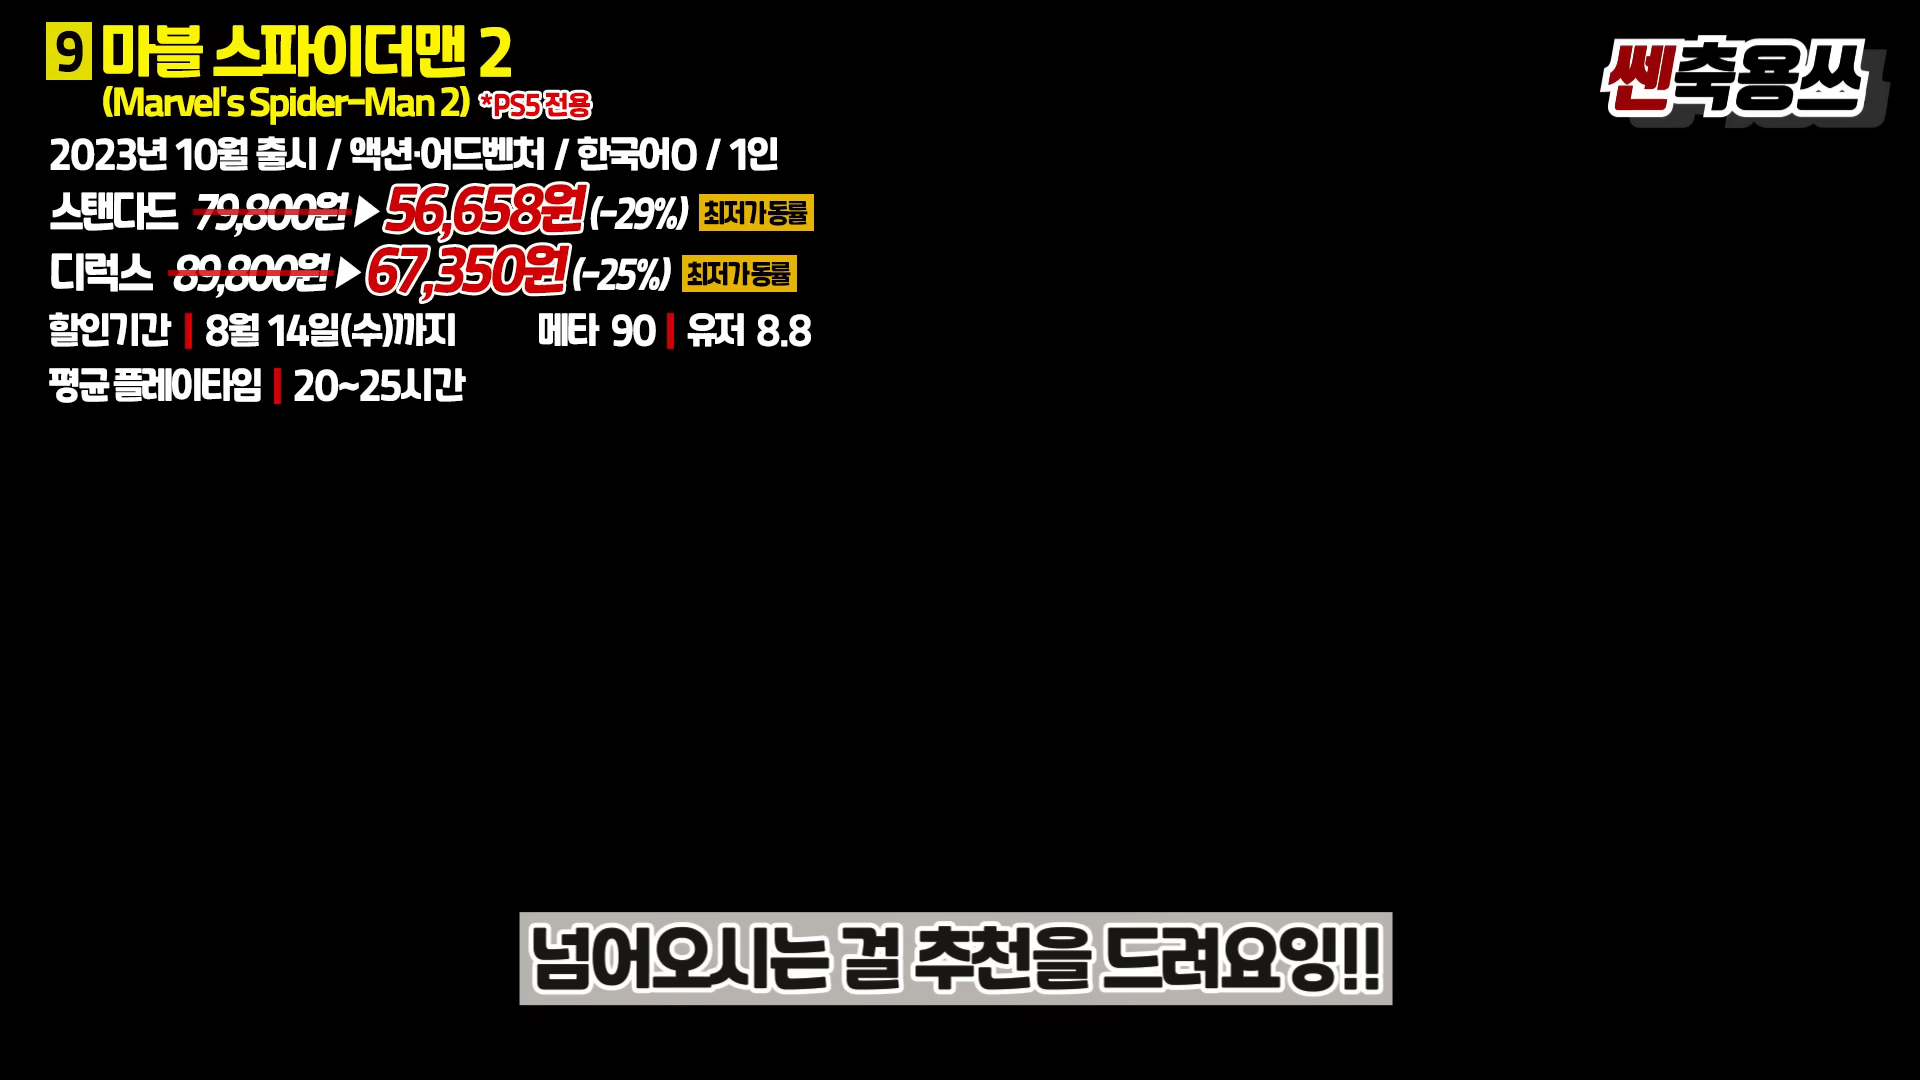 9 마블 스파이더맨 2
(Marvel's Spider-Man 2) *PS5 전용
쎈축용쓰
2023년 10월 출시 / 액션·어드벤처 / 한국어O / 1인
스탠다드 79,800원 ▶ 56,658원 (-29%) 최저가동률
디럭스 89,800원 ▶ 67,350원 (-25%) 최저가동률
할인기간 | 8월 14일(수)까지 메타 90 | 유저 8.8
평균 플레이타임 | 20~25시간
넘어오시는 걸 추천을 드려요잉!!